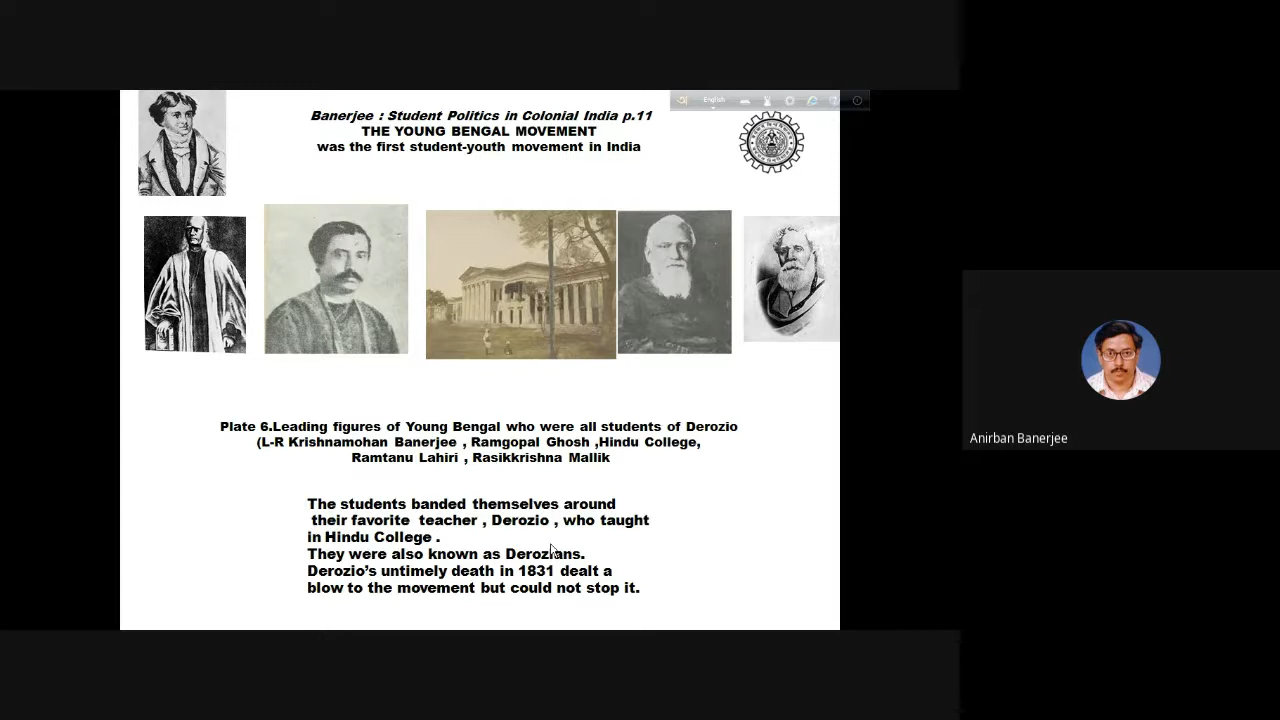 English
Banerjee : Student Politics in Colonial India p.11
THE YOUNG BENGAL MOVEMENT
was the first student-youth movement in India
Plate 6.Leading figures of Young Bengal who were all students of Derozio
(L-R Krishnamohan Banerjee , Ramgopal Ghosh ,Hindu College,
Ramtanu Lahiri , Rasikkrishna Mallik
The students banded themselves around
their favorite teacher , Derozio , who taught
in Hindu College .
They were also known as Derozians.
Derozio's untimely death in 1831 dealt a
blow to the movement but could not stop it.
Anirban Banerjee